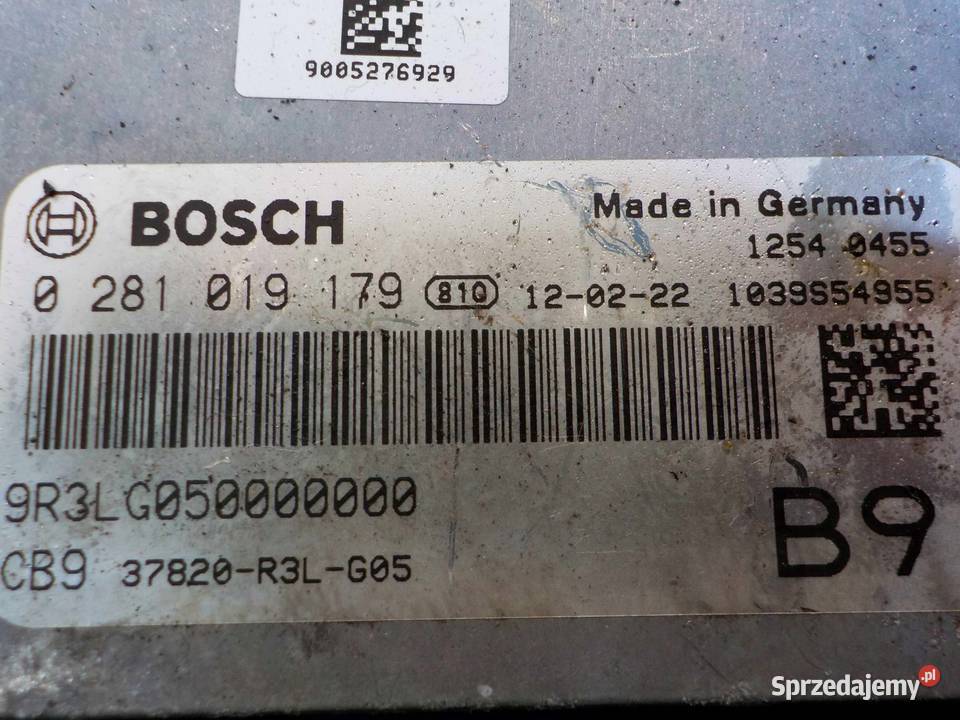 9005276929
BOSCH Made in Germany
1254 0455
0 281 019 179 81Q 12-02-22 1039S54955
9R3LG050000000
CB9 37820-R3L-G05 B9
Sprzedajemy.pl